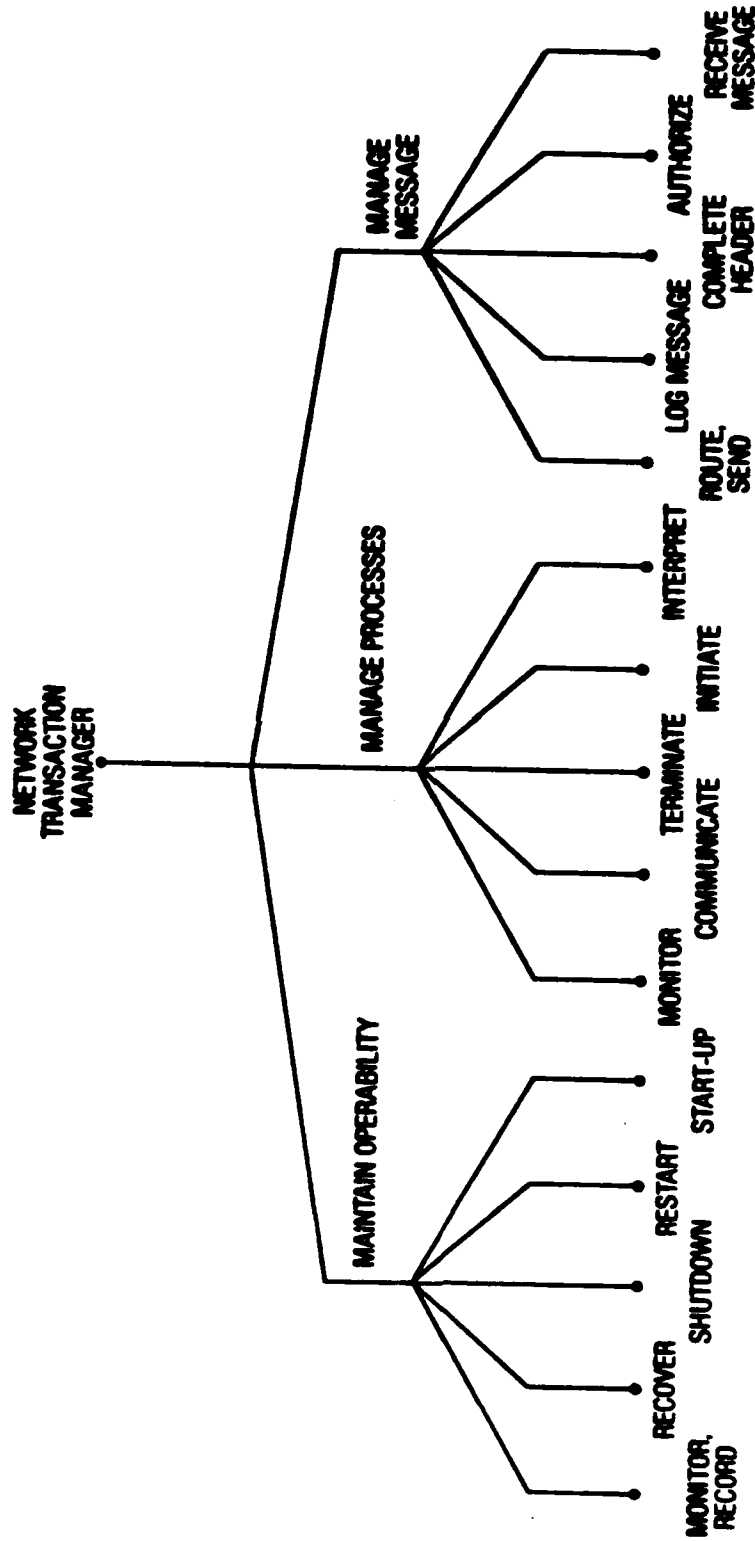 NETWORK
TRANSACTION
MANAGER
MAINTAIN OPERABILITY
MANAGE PROCESSES
MANAGE
MESSAGE
MONITOR,
RECORD
RECOVER
SHUTDOWN
RESTART
START-UP
MONITOR
COMMUNICATE
TERMINATE
INITIATE
INTERPRET
ROUTE,
SEND
LOG MESSAGE
COMPLETE
HEADER
AUTHORIZE
RECEIVE
MESSAGE